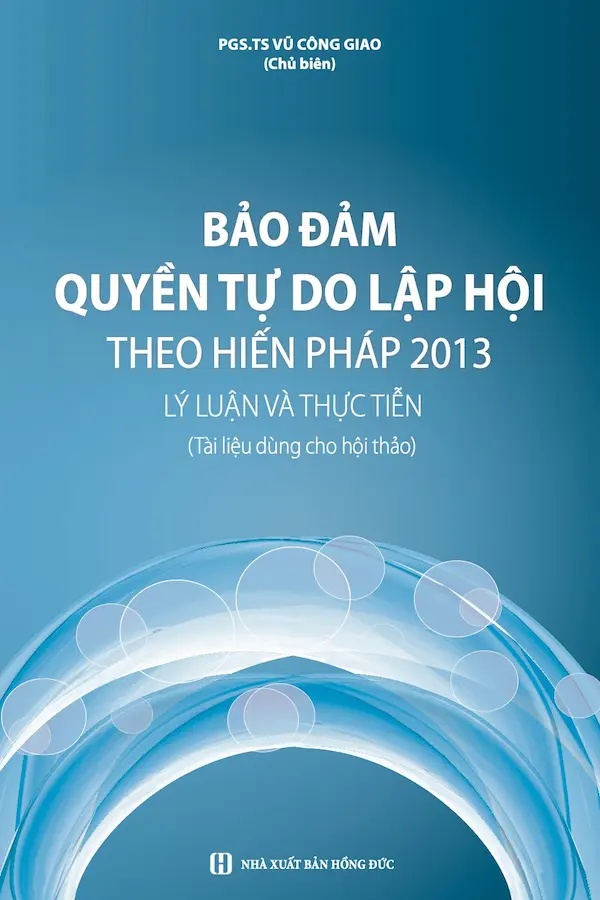 PGS.TS VŨ CÔNG GIAO
(Chủ biên)
BẢO ĐẢM
QUYỀN TỰ DO LẬP HỘI
THEO HIẾN PHÁP 2013
LÝ LUẬN VÀ THỰC TIỄN
(Tài liệu dùng cho hội thảo)
H NHÀ XUẤT BẢN HỒNG ĐỨC